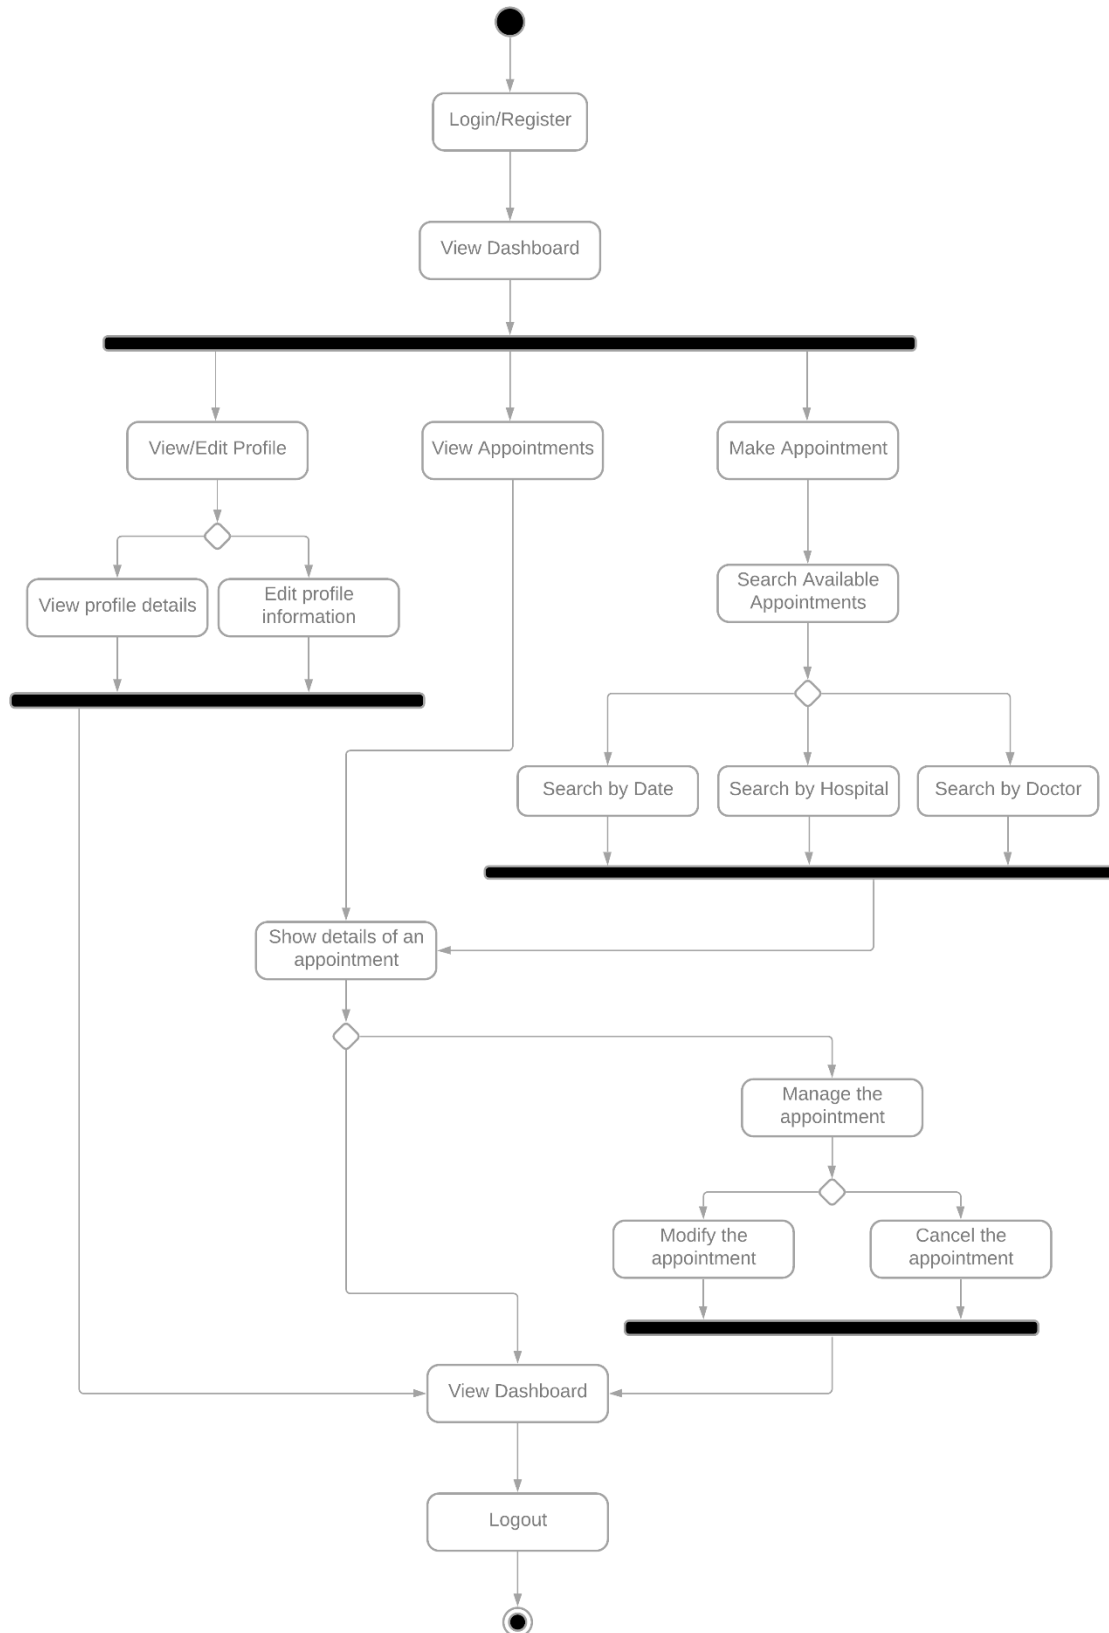 Login/Register
View Dashboard
View/Edit Profile
View Appointments
Make Appointment
View profile details
Edit profile
information
Search Available
Appointments
Search by Date
Search by Hospital
Search by Doctor
Show details of an
appointment
Manage the
appointment
Modify the
appointment
Cancel the
appointment
View Dashboard
Logout